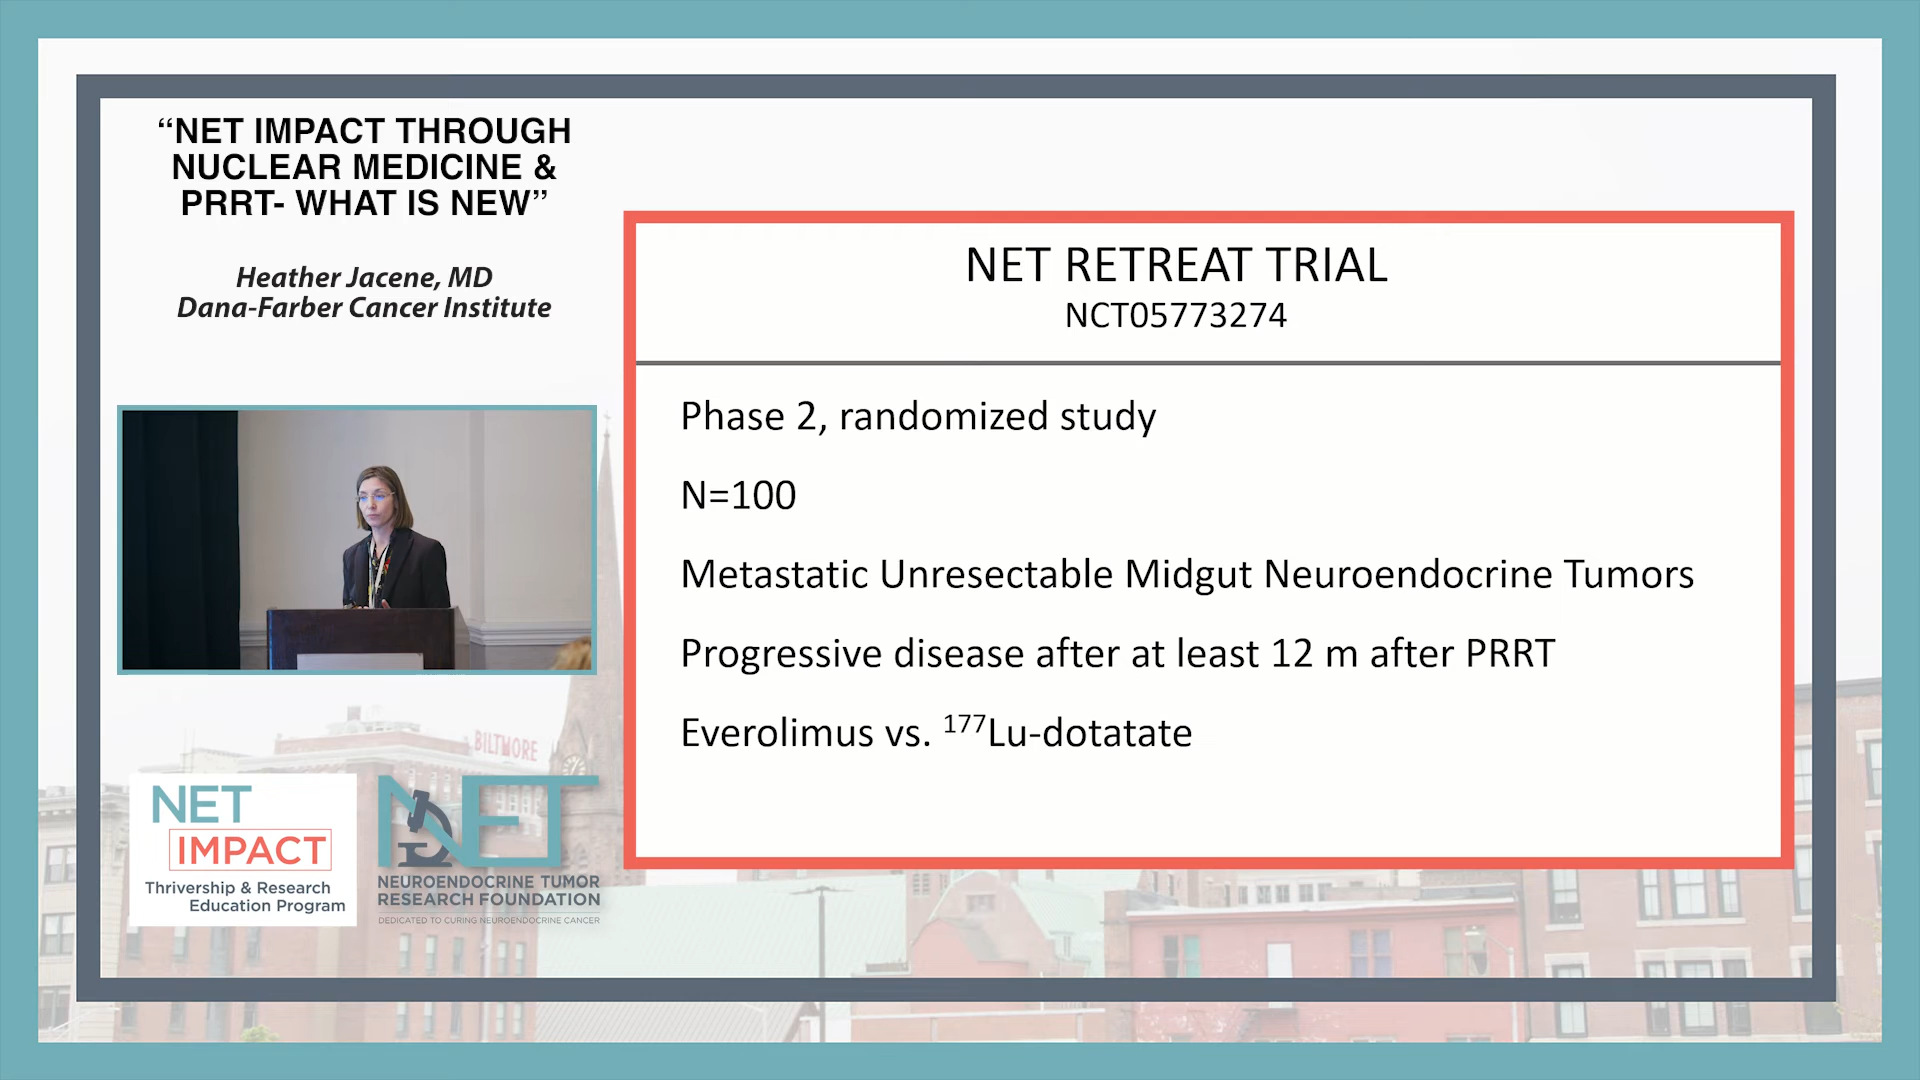 “NET IMPACT THROUGH
NUCLEAR MEDICINE &
PRRT- WHAT IS NEW”
Heather Jacene, MD
Dana-Farber Cancer Institute
NET RETREAT TRIAL
NCT05773274
Phase 2, randomized study
N=100
Metastatic Unresectable Midgut Neuroendocrine Tumors
Progressive disease after at least 12 m after PRRT
Everolimus vs. ¹⁷⁷Lu-dotatate
BILTMORE
NET
IMPACT
Thrivership & Research
Education Program
NET
NEUROENDOCRINE TUMOR
RESEARCH FOUNDATION
DEDICATED TO CURING NEUROENDOCRINE CANCER